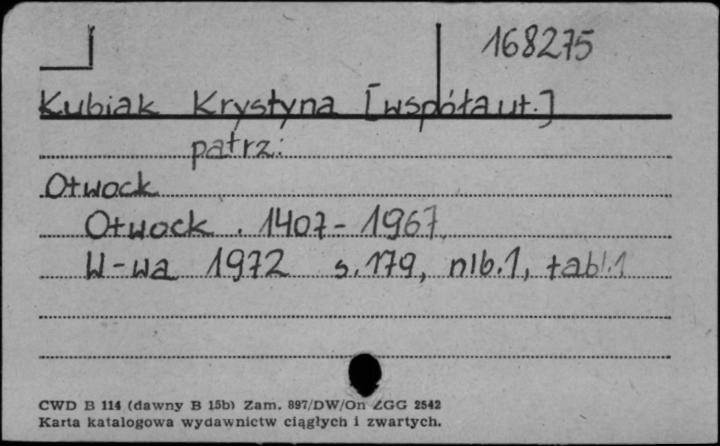 168275
Kubiak Krystyna [współaut.]
patrz:
Otwock
Otwock. 1407-1967
W-wa 1972 s.179, nlb.1, tabl.1
CWD B 114 (dawny B 15b) Zam. 897/DW/On ZGG 2542
Karta katalogowa wydawnictw ciągłych i zwartych.